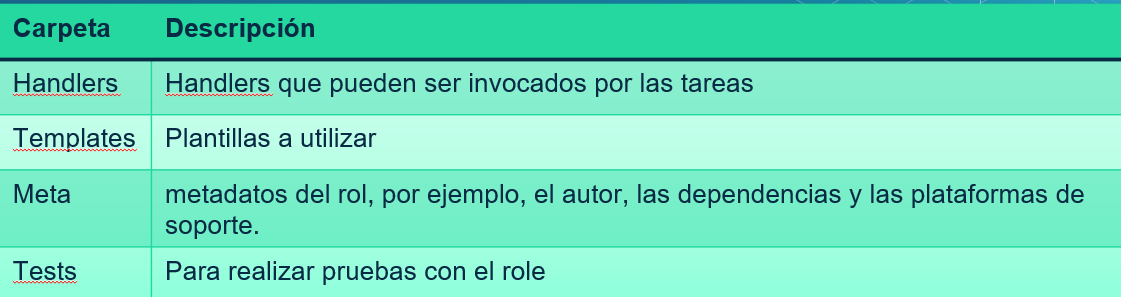 Carpeta Descripción
Handlers Handlers que pueden ser invocados por las tareas
Templates Plantillas a utilizar
Meta metadatos del rol, por ejemplo, el autor, las dependencias y las plataformas de
soporte.
Tests Para realizar pruebas con el role